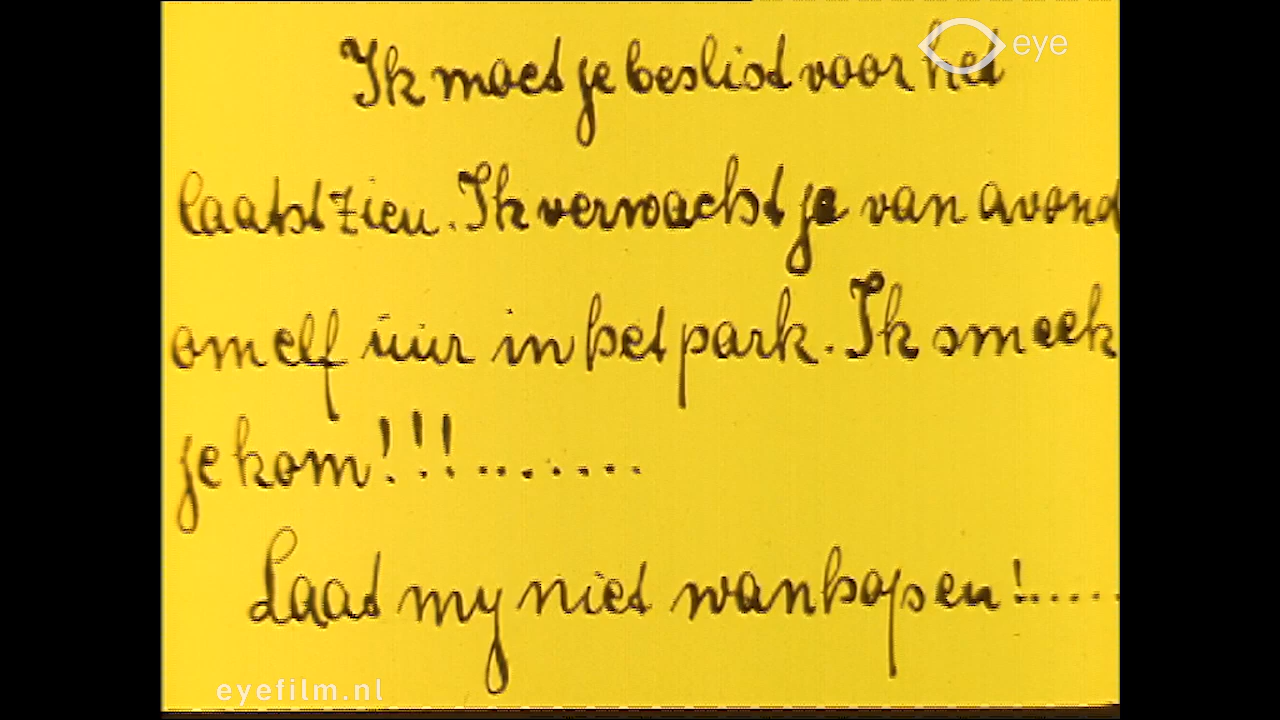 eye
Ik moet je beslist voor het
laatst zien. Ik verwacht je van avond
om elf uur in het park. Ik smeek
je kom!!!.......
Laat my niet wanhopen!.....
eyefilm.nl